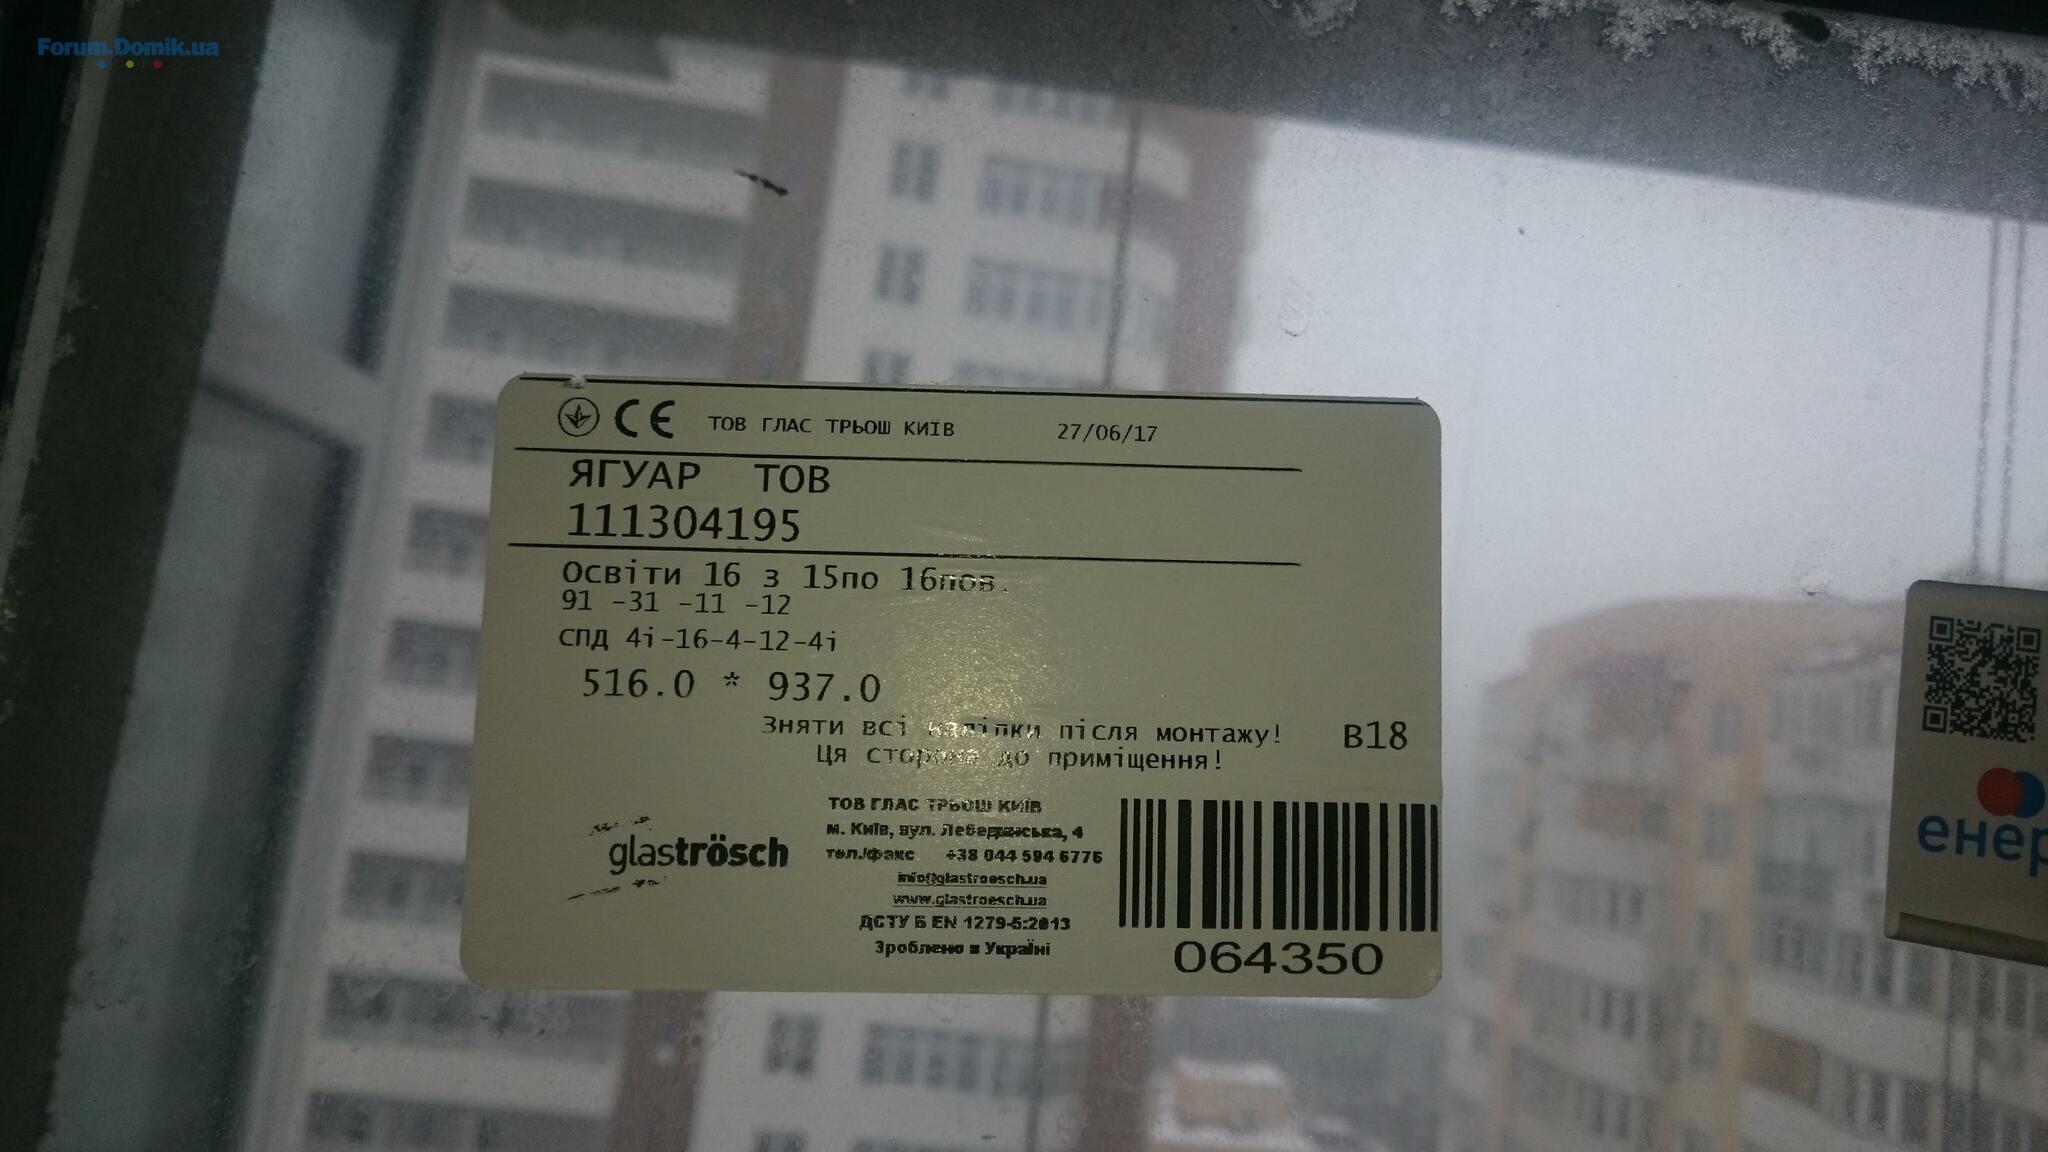 Forum.Domik.ua
CE ТОВ ГЛАС ТРЬОШ КИЇВ 27/06/17
ЯГУАР ТОВ
111304195
Освіти 16 з 15по 16пов.
91 -31 -11 -12
СПД 4і-16-4-12-4і
516.0 * 937.0
Зняти всі наліпки після монтажу! В18
Ця сторона до приміщення!
glaströsch
ТОВ ГЛАС ТРЬОШ КИЇВ
м. Київ, вул. Лебединська, 4
тел./факс +38 044 594 6776
info@glastroesch.ua
www.glastroesch.ua
ДСТУ Б EN 1279-5:2013
Зроблено в Україні
064350
енер